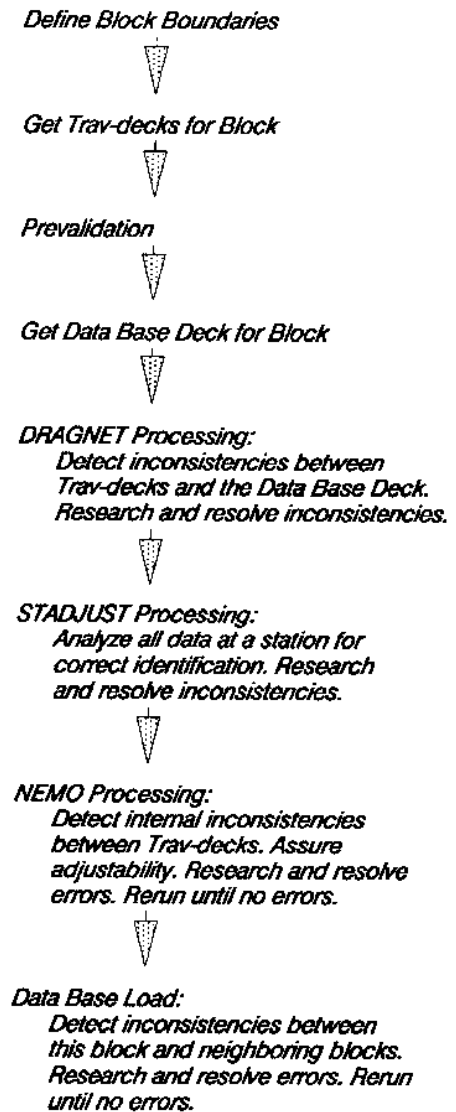 Define Block Boundaries
Get Trav-decks for Block
Prevalidation
Get Data Base Deck for Block
DRAGNET Processing:
Detect inconsistencies between
Trav-decks and the Data Base Deck.
Research and resolve inconsistencies.
STADJUST Processing:
Analyze all data at a station for
correct identification. Research
and resolve inconsistencies.
NEMO Processing:
Detect internal inconsistencies
between Trav-decks. Assure
adjustability. Research and resolve
errors. Rerun until no errors.
Data Base Load:
Detect inconsistencies between
this block and neighboring blocks.
Research and resolve errors. Rerun
until no errors.